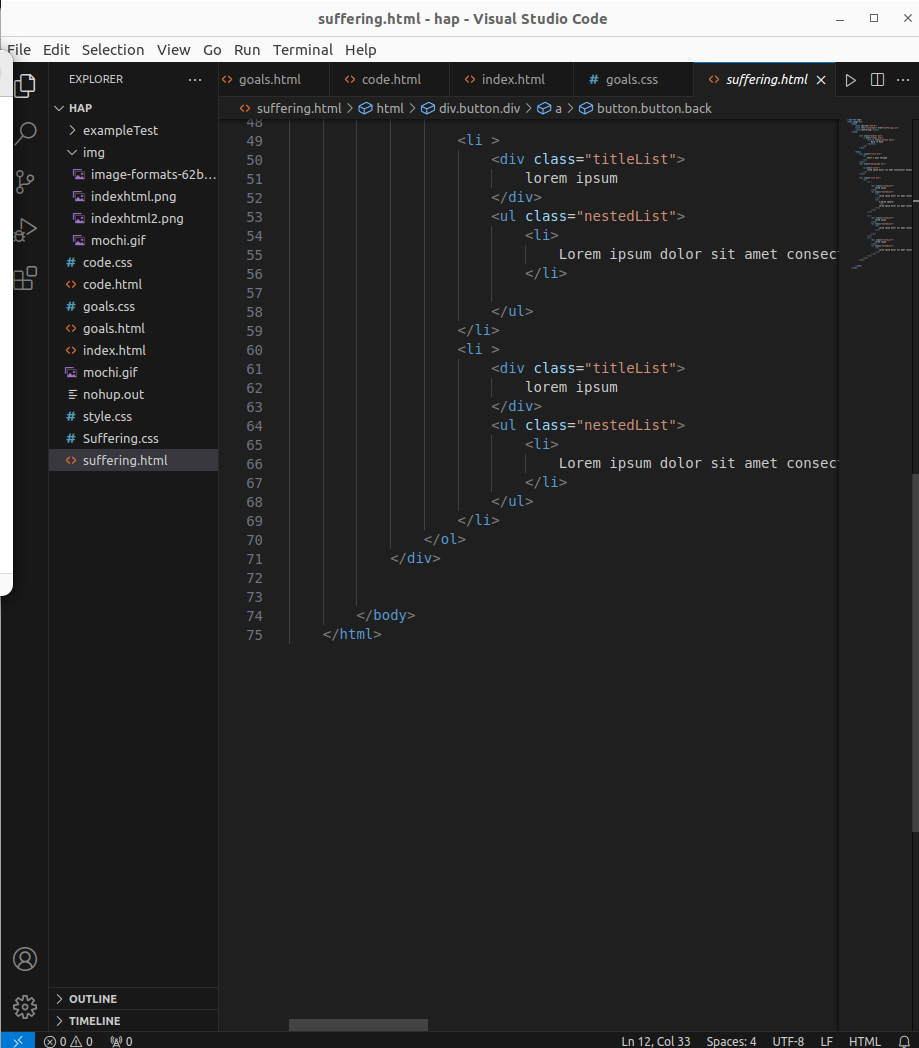 suffering.html - hap - Visual Studio Code
File Edit Selection View Go Run Terminal Help
EXPLORER
HAP
exampleTest
img
image-formats-62b...
indexhtml.png
indexhtml2.png
mochi.gif
code.css
code.html
goals.css
goals.html
index.html
mochi.gif
nohup.out
style.css
Suffering.css
suffering.html
OUTLINE
TIMELINE
goals.html code.html index.html goals.css suffering.html
suffering.html > html > div.button.div > a > button.button.back
48
49 <li >
50 <div class="titleList">
51 lorem ipsum
52 </div>
53 <ul class="nestedList">
54 <li>
55 Lorem ipsum dolor sit amet consect
56 </li>
57
58 </ul>
59 </li>
60 <li >
61 <div class="titleList">
62 lorem ipsum
63 </div>
64 <ul class="nestedList">
65 <li>
66 Lorem ipsum dolor sit amet consect
67 </li>
68 </ul>
69 </li>
70 </ol>
71 </div>
72
73
74 </body>
75 </html>
0 0 0 Ln 12, Col 33 Spaces: 4 UTF-8 LF HTML